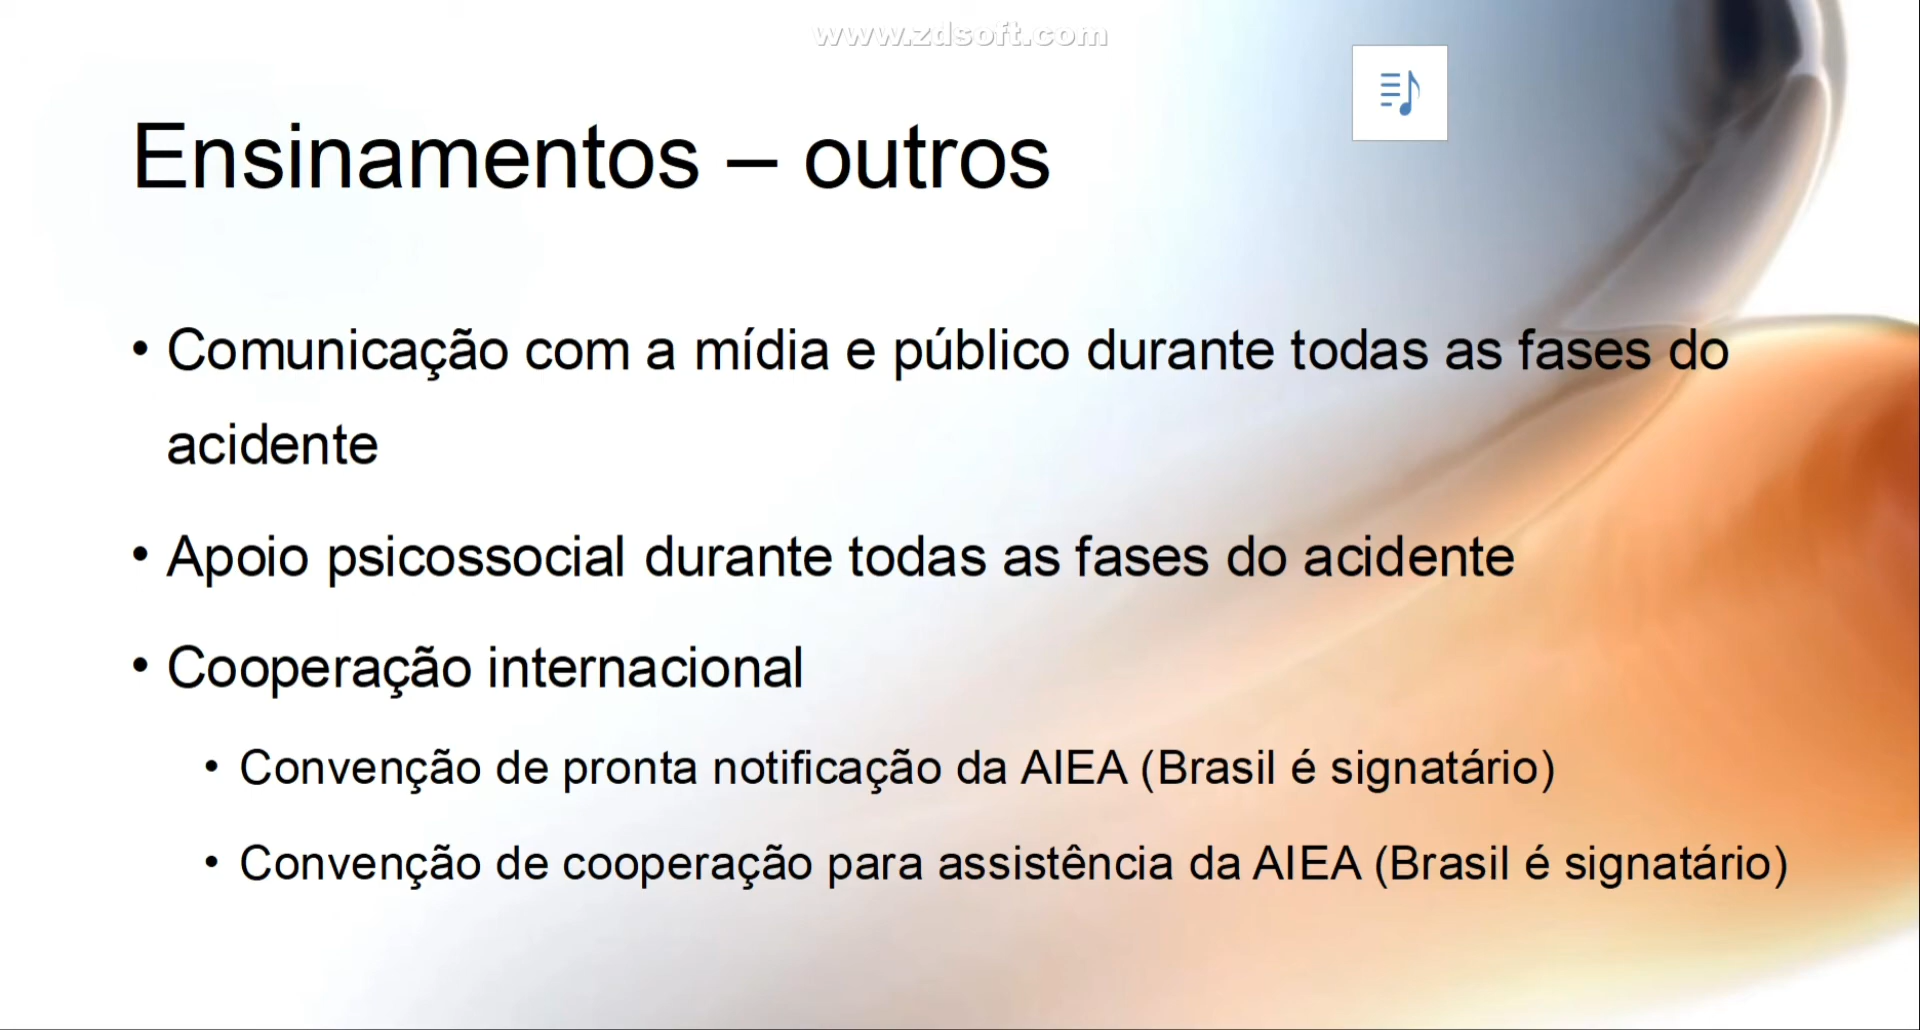 www.zdsoft.com
Ensinamentos – outros
• Comunicação com a mídia e público durante todas as fases do
acidente
• Apoio psicossocial durante todas as fases do acidente
• Cooperação internacional
• Convenção de pronta notificação da AIEA (Brasil é signatário)
• Convenção de cooperação para assistência da AIEA (Brasil é signatário)